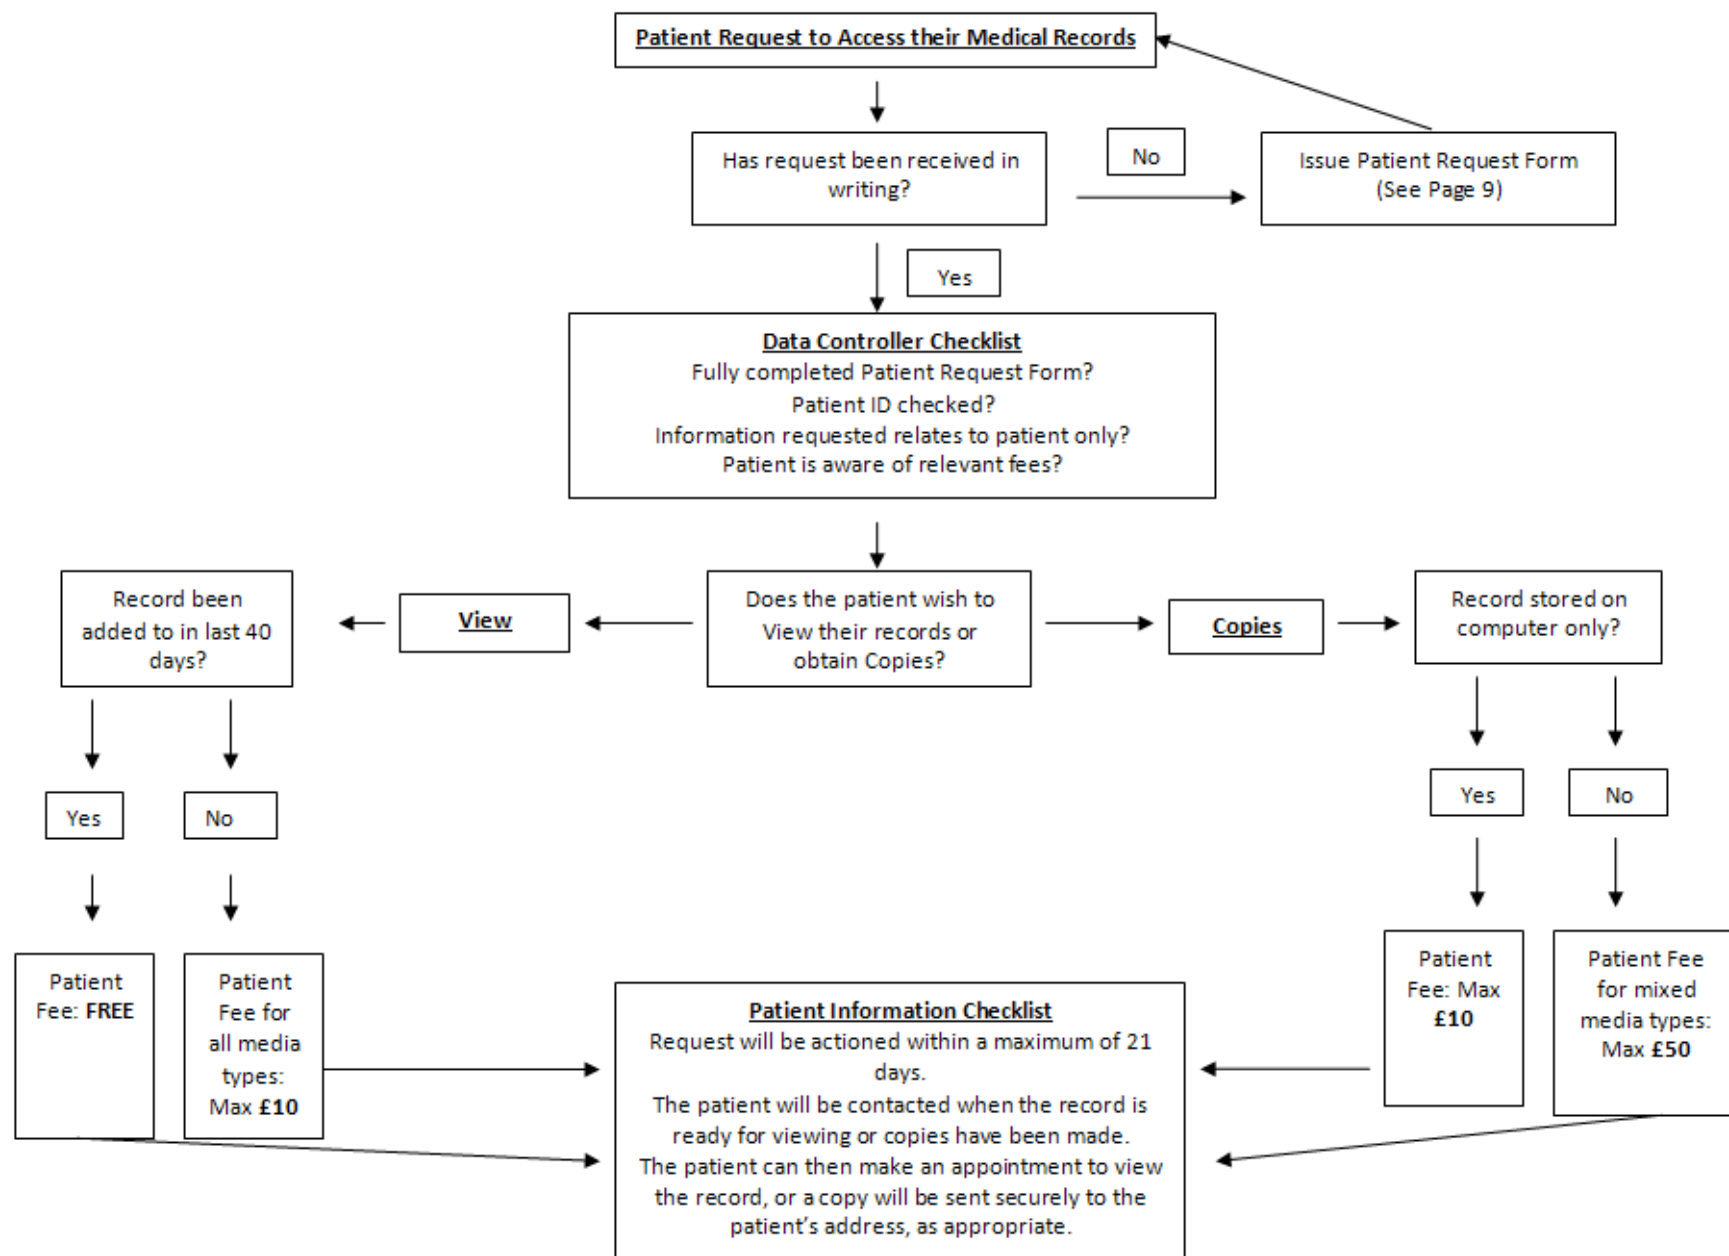 Patient Request to Access their Medical Records
Has request been received in
writing?
No
Issue Patient Request Form
(See Page 9)
Yes
Data Controller Checklist
Fully completed Patient Request Form?
Patient ID checked?
Information requested relates to patient only?
Patient is aware of relevant fees?
Record been
added to in last 40
days?
View
Does the patient wish to
View their records or
obtain Copies?
Copies
Record stored on
computer only?
Yes
No
Yes
No
Patient
Fee: FREE
Patient
Fee for
all media
types:
Max £10
Patient Information Checklist
Request will be actioned within a maximum of 21
days.
The patient will be contacted when the record is
ready for viewing or copies have been made.
The patient can then make an appointment to view
the record, or a copy will be sent securely to the
patient's address, as appropriate.
Patient
Fee: Max
£10
Patient Fee
for mixed
media types:
Max £50